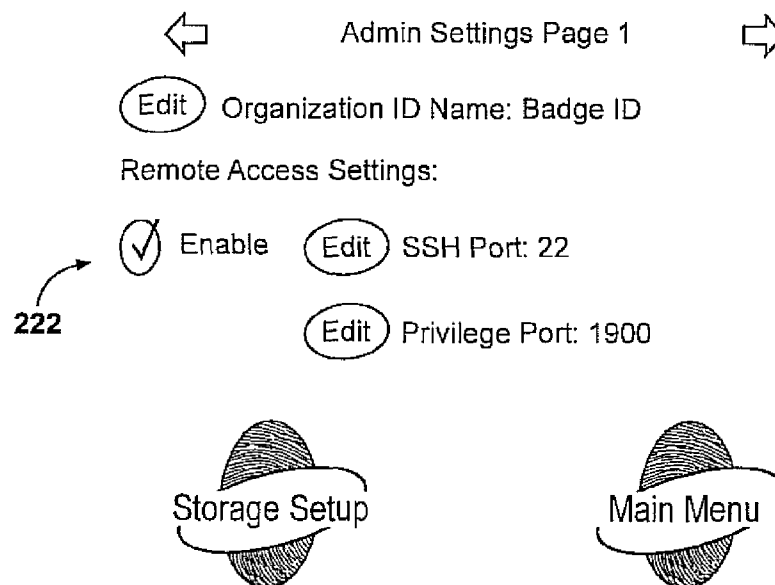 Admin Settings Page 1
Edit Organization ID Name: Badge ID
Remote Access Settings:
Enable Edit SSH Port: 22
222
Edit Privilege Port: 1900
Storage Setup Main Menu